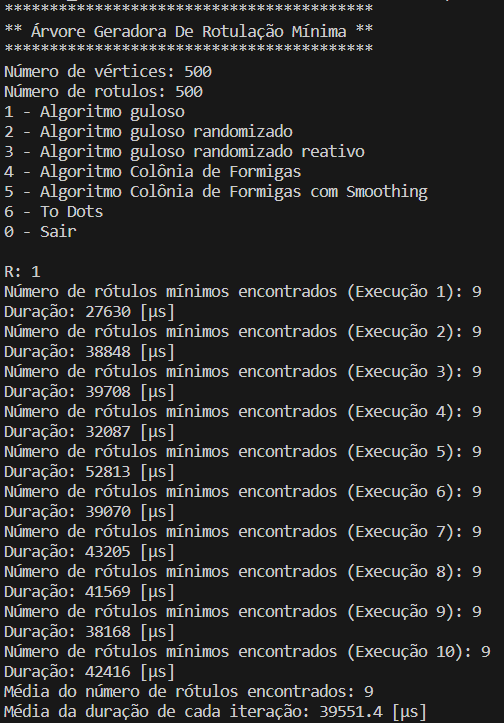 *****************************************
** Árvore Geradora De Rotulação Mínima **
*****************************************
Número de vértices: 500
Número de rotulos: 500
1 - Algoritmo guloso
2 - Algoritmo guloso randomizado
3 - Algoritmo guloso randomizado reativo
4 - Algoritmo Colônia de Formigas
5 - Algoritmo Colônia de Formigas com Smoothing
6 - To Dots
0 - Sair

R: 1
Número de rótulos mínimos encontrados (Execução 1): 9
Duração: 27630 [µs]
Número de rótulos mínimos encontrados (Execução 2): 9
Duração: 38848 [µs]
Número de rótulos mínimos encontrados (Execução 3): 9
Duração: 39708 [µs]
Número de rótulos mínimos encontrados (Execução 4): 9
Duração: 32087 [µs]
Número de rótulos mínimos encontrados (Execução 5): 9
Duração: 52813 [µs]
Número de rótulos mínimos encontrados (Execução 6): 9
Duração: 39070 [µs]
Número de rótulos mínimos encontrados (Execução 7): 9
Duração: 43205 [µs]
Número de rótulos mínimos encontrados (Execução 8): 9
Duração: 41569 [µs]
Número de rótulos mínimos encontrados (Execução 9): 9
Duração: 38168 [µs]
Número de rótulos mínimos encontrados (Execução 10): 9
Duração: 42416 [µs]
Média do número de rótulos encontrados: 9
Média da duração de cada iteração: 39551.4 [µs]